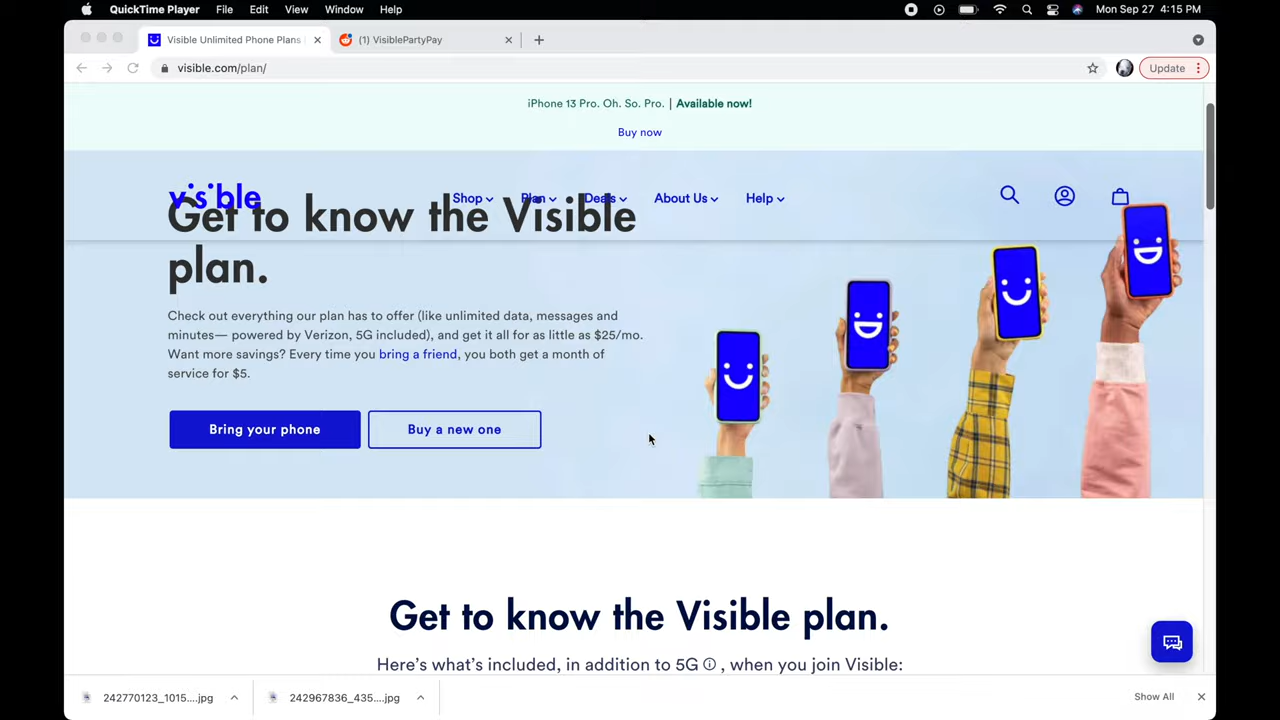 QuickTime Player File Edit View Window Help Mon Sep 27 4:15 PM
Visible Unlimited Phone Plans (1) VisiblePartyPay
visible.com/plan/ Update
iPhone 13 Pro. Oh. So. Pro. | Available now!
Buy now
visible Shop Plan Deals About Us Help
Get to know the Visible
plan.
Check out everything our plan has to offer (like unlimited data, messages and
minutes— powered by Verizon, 5G included), and get it all for as little as $25/mo.
Want more savings? Every time you bring a friend, you both get a month of
service for $5.
Bring your phone Buy a new one
Get to know the Visible plan.
Here's what's included, in addition to 5G ⓘ , when you join Visible:
242770123_1015....jpg 242967836_435....jpg Show All